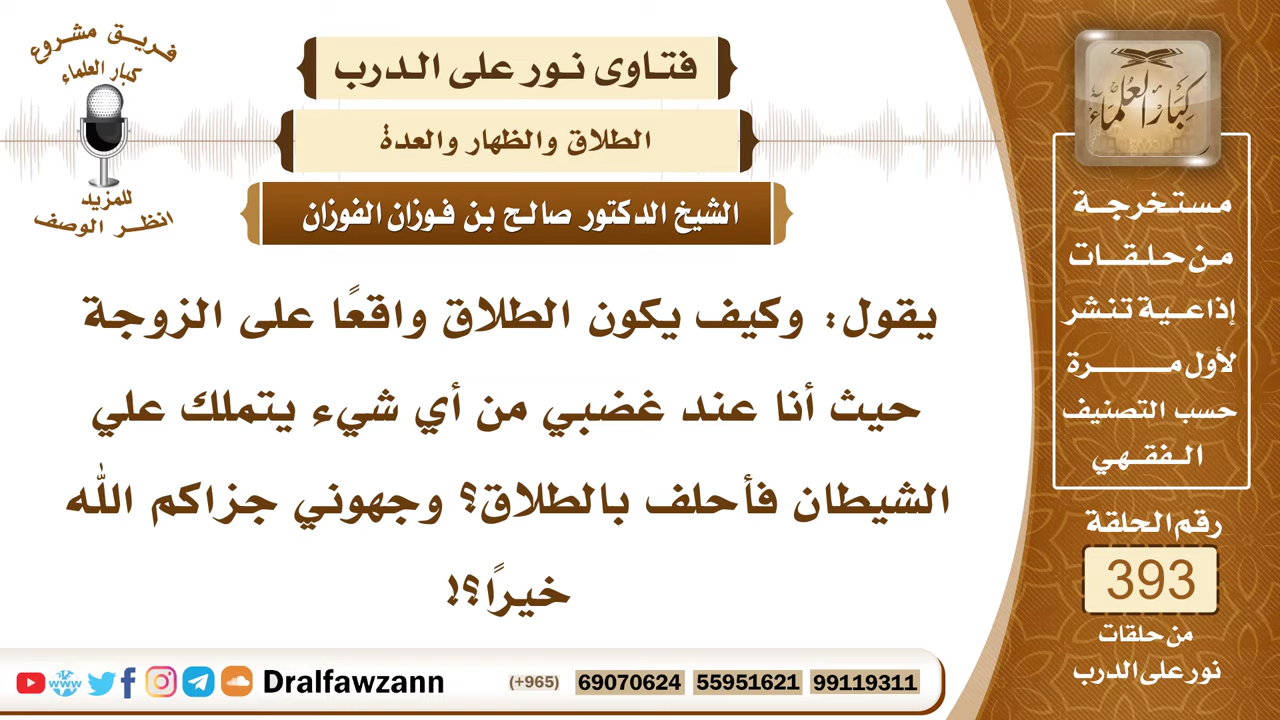 فريق مشروع
كبار العلماء
للمزيد
انظر الوصف
فتاوى نور على الدرب
الطلاق والظهار والعدة
الشيخ الدكتور صالح بن فوزان الفوزان
يقول: وكيف يكون الطلاق واقعًا على الزوجة
حيث أنا عند غضبي من أي شيء يتملك علي
الشيطان فأحلف بالطلاق؟ وجهوني جزاكم الله
خيرًا؟!
كبار العلماء
مستخرجة
من حلقات
إذاعية تنشر
لأول مرة
حسب التصنيف
الفقهي
رقم الحلقة
393
من حلقات
نور على الدرب
www
Dralfawzann
(+965) 69070624 55951621 99119311